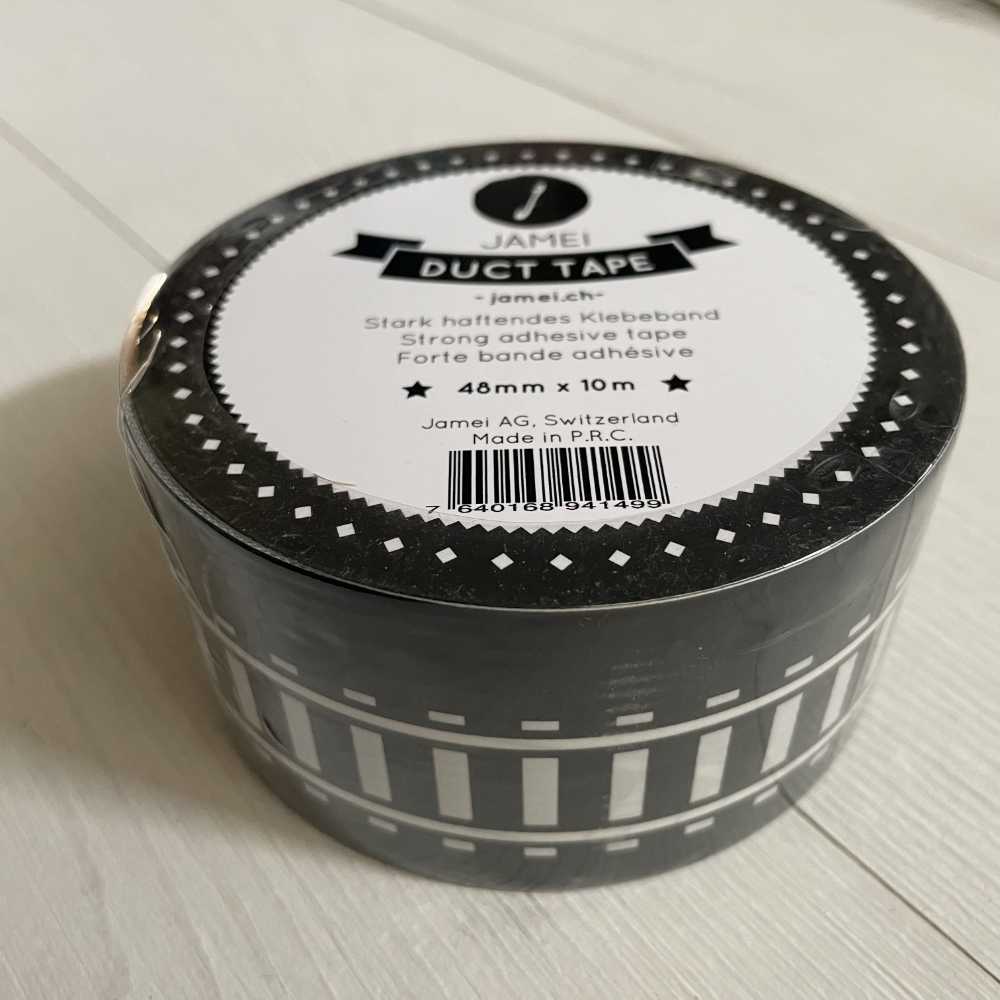 JAMEI
DUCT TAPE
- jamei.ch -
Stark haftendes Klebeband
Strong adhesive tape
Forte bande adhésive
★ 48mm x 10m ★
Jamei AG, Switzerland
Made in P.R.C.
7 640168 941499